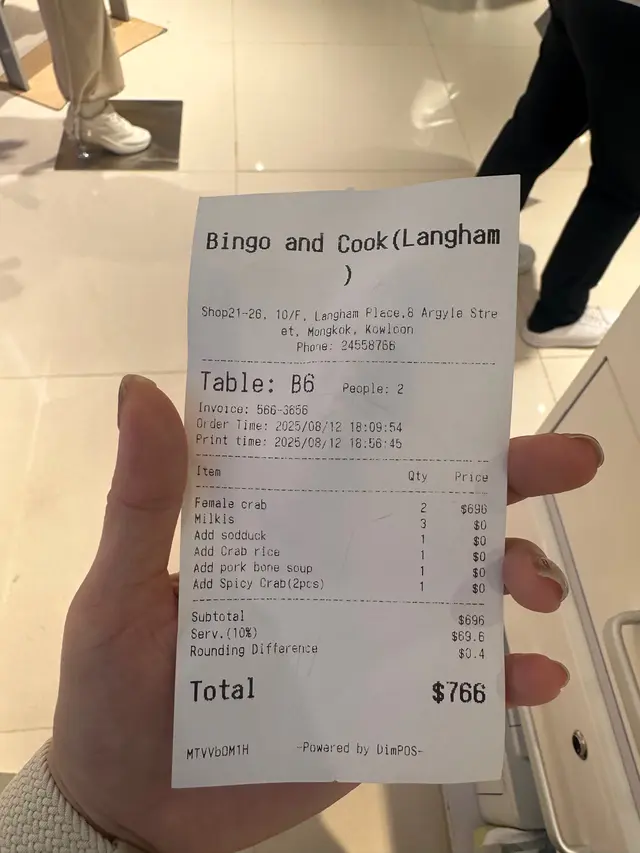 Bingo and Cook(Langham
)
Shop21-26, 10/F, Langham Place,8 Argyle Stre
et, Mongkok, Kowloon
Phone: 24558766
Table: B6 People: 2
Invoice: 566-3656
Order Time: 2025/08/12 18:09:54
Print time: 2025/08/12 18:56:45
Item Qty Price
Female crab 2 $696
Milkis 3 $0
Add sodduck 1 $0
Add Crab rice 1 $0
Add pork bone soup 1 $0
Add Spicy Crab(2pcs) 1 $0
Subtotal $696
Serv.(10%) $69.6
Rounding Difference $0.4
Total $766
MTVVbOM1H -Powered by DimPOS-